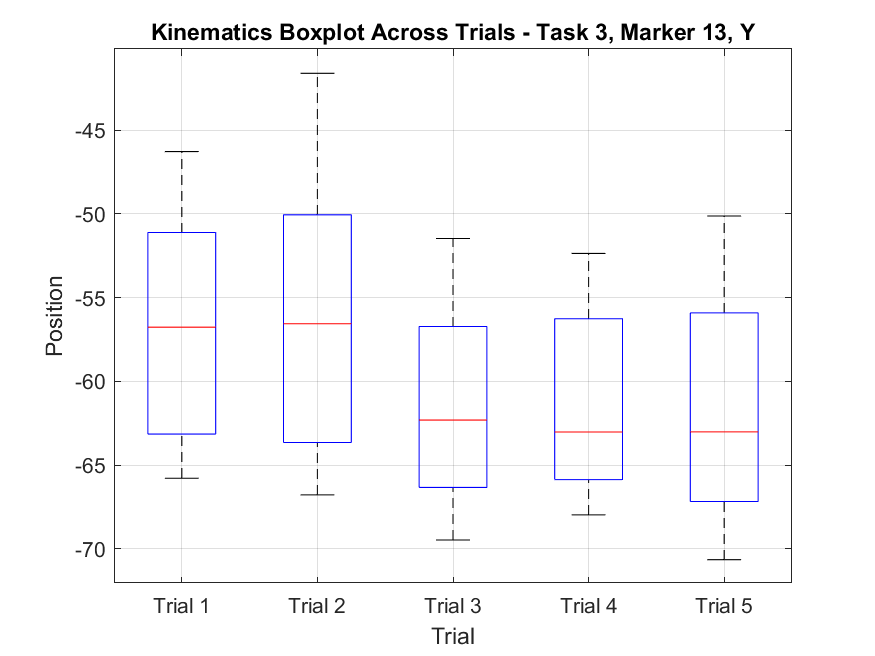 Kinematics Boxplot Across Trials - Task 3, Marker 13, Y
Position
-45
-50
-55
-60
-65
-70
Trial 1 Trial 2 Trial 3 Trial 4 Trial 5
Trial